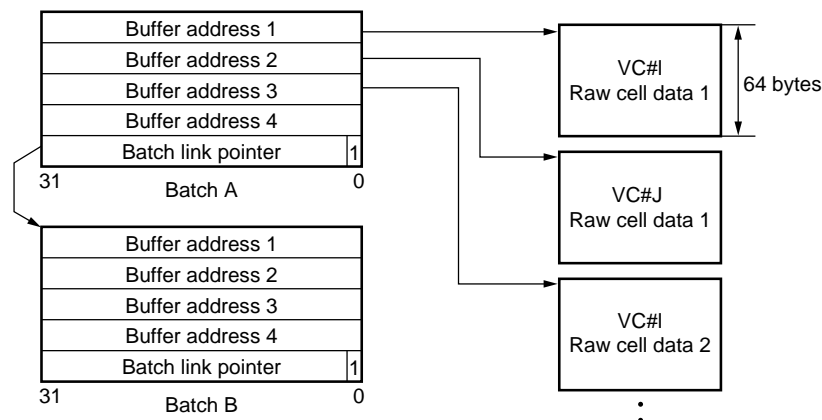 Buffer address 1
Buffer address 2
Buffer address 3
Buffer address 4
Batch link pointer 1
31 0
Batch A
Buffer address 1
Buffer address 2
Buffer address 3
Buffer address 4
Batch link pointer 1
31 0
Batch B
VC#I
Raw cell data 1
64 bytes
VC#J
Raw cell data 1
VC#I
Raw cell data 2